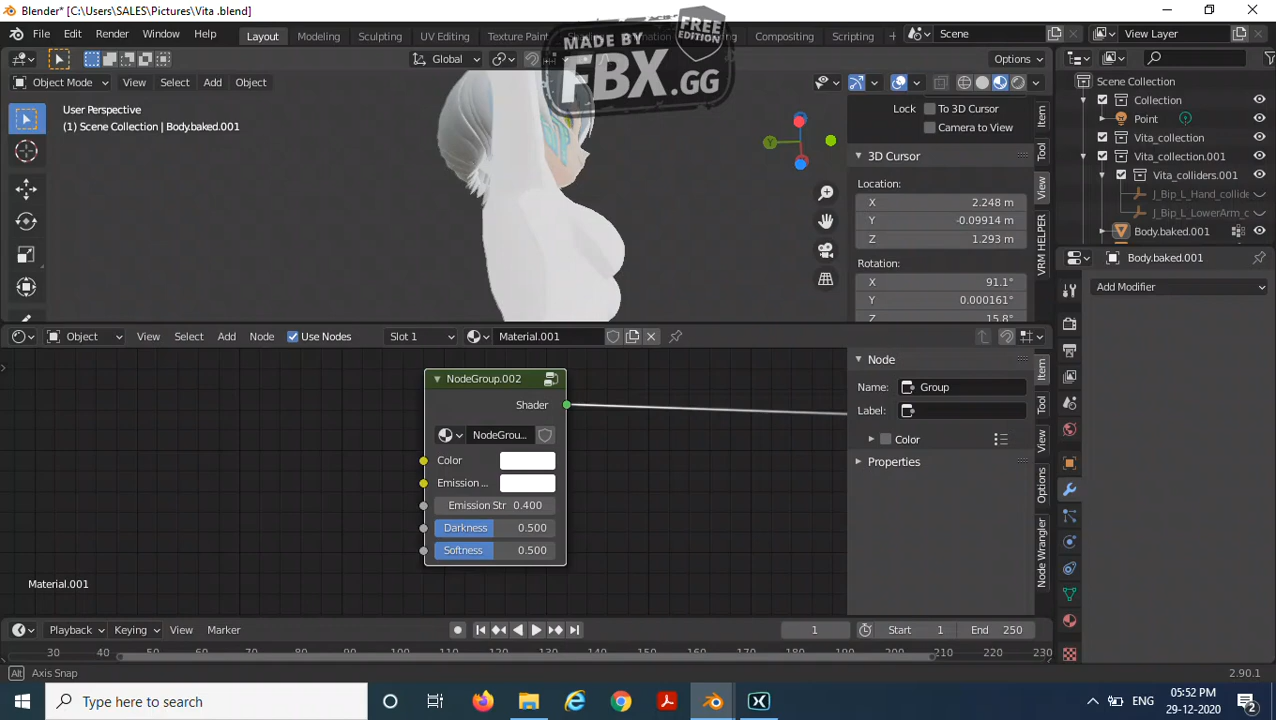 Blender* [C:\Users\SALES\Pictures\Vita .blend]
File Edit Render Window Help Layout Modeling Sculpting UV Editing Texture Paint Compositing Scripting Scene View Layer
MADE BY FBX.GG FREE EDITION
Global Options
Object Mode View Select Add Object
User Perspective
(1) Scene Collection | Body.baked.001
Y
Lock To 3D Cursor
Camera to View
3D Cursor
Location:
X 2.248 m
Y -0.09914 m
Z 1.293 m
Rotation:
X 91.1°
Y 0.000161°
Z 15.8°
Item
Tool
View
VRM HELPER
Scene Collection
Collection
Point
Vita_collection
Vita_collection.001
Vita_colliders.001
J_Bip_L_Hand_collide
J_Bip_L_LowerArm_c
Body.baked.001
Body.baked.001
Add Modifier
Object View Select Add Node Use Nodes Slot 1 Material.001
NodeGroup.002
Shader
NodeGrou...
Color
Emission ...
Emission Str 0.400
Darkness 0.500
Softness 0.500
Material.001
Node
Name: Group
Label:
Color
Properties
Item
Tool
View
Options
Node Wrangler
Playback Keying View Marker 1 Start 1 End 250
30 40 50 60 70 80 90 100 110 120 130 140 150 160 170 180 190 200 210 220 230
Alt Axis Snap 2.90.1
Type here to search ENG 05:52 PM
29-12-2020 2